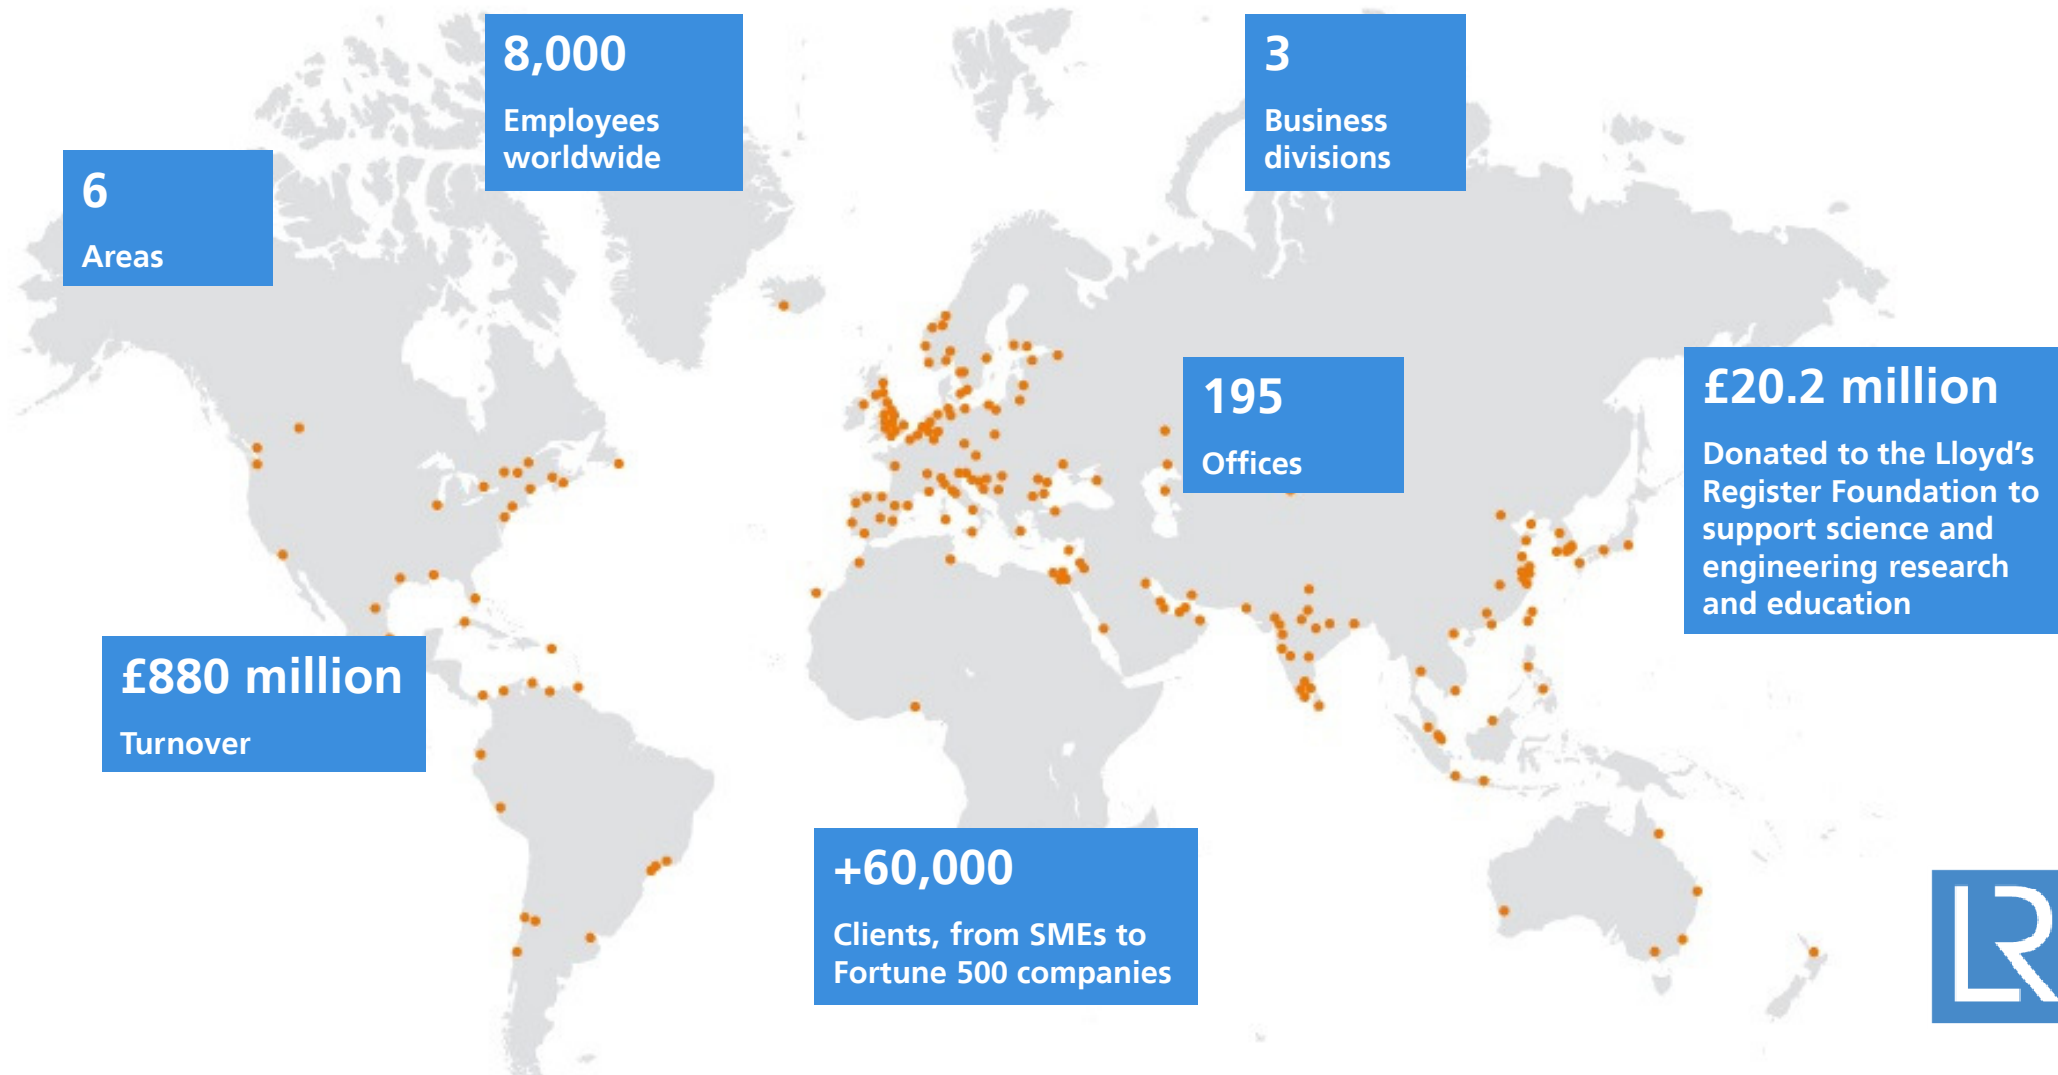 8,000
Employees
worldwide
3
Business
divisions
6
Areas
195
Offices
£20.2 million
Donated to the Lloyd's
Register Foundation to
support science and
engineering research
and education
£880 million
Turnover
+60,000
Clients, from SMEs to
Fortune 500 companies
LR